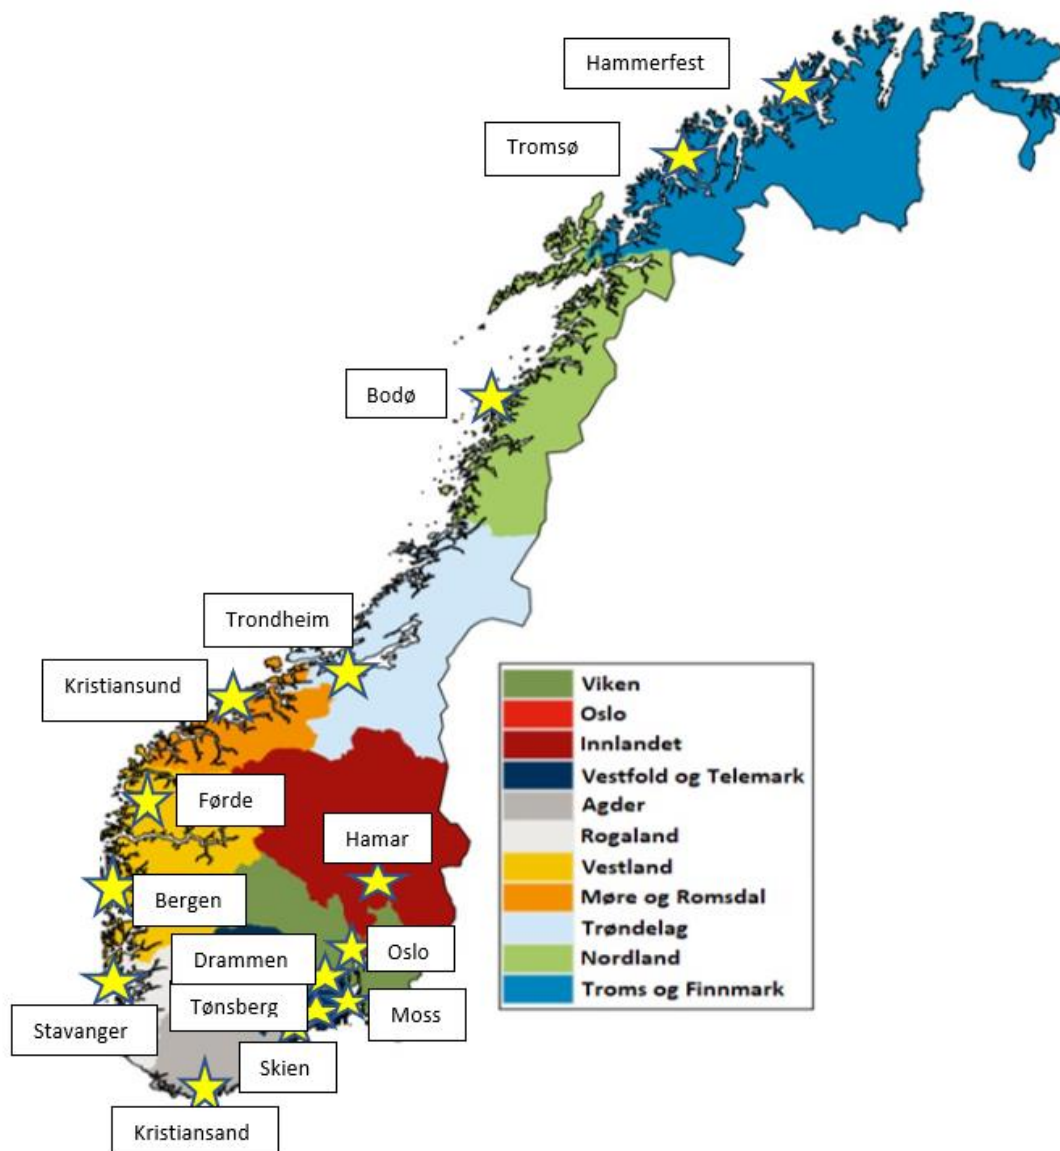 Hammerfest
Tromsø
Bodø
Trondheim
Kristiansund
Førde
Hamar
Bergen
Oslo
Drammen
Tønsberg
Moss
Stavanger
Skien
Kristiansand
Viken
Oslo
Innlandet
Vestfold og Telemark
Agder
Rogaland
Vestland
Møre og Romsdal
Trøndelag
Nordland
Troms og Finnmark